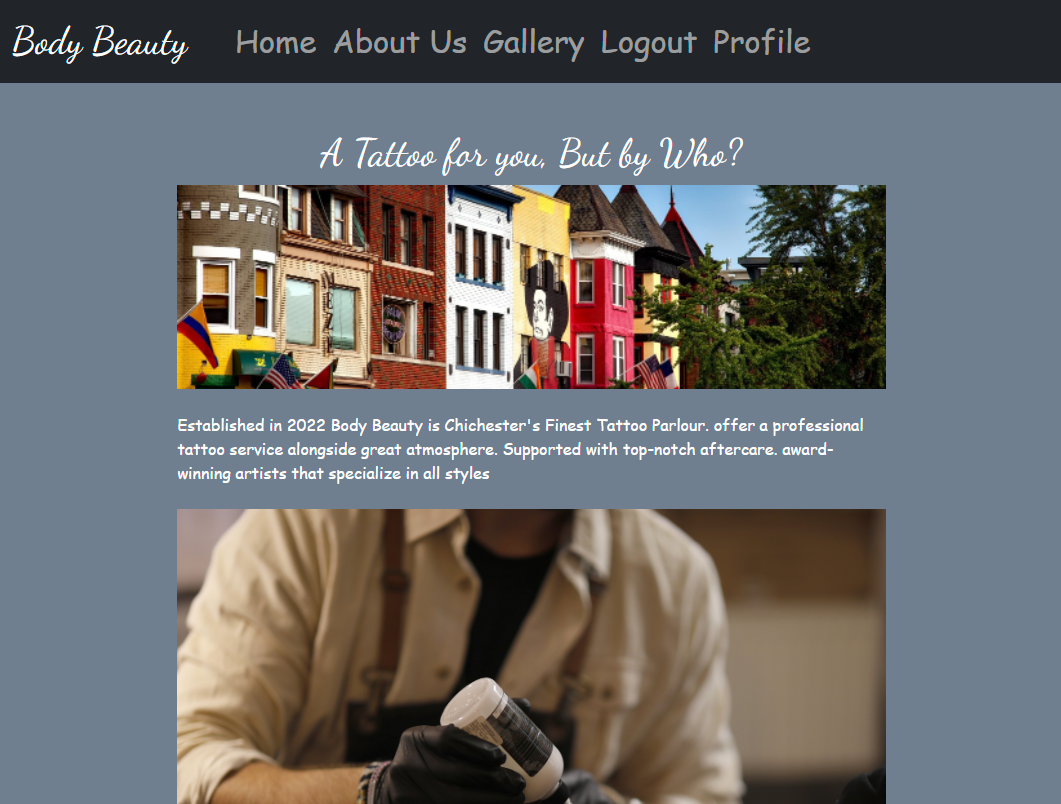 Body Beauty Home About Us Gallery Logout Profile
A Tattoo for you, But by Who?
Established in 2022 Body Beauty is Chichester's Finest Tattoo Parlour. offer a professional
tattoo service alongside great atmosphere. Supported with top-notch aftercare. award-
winning artists that specialize in all styles